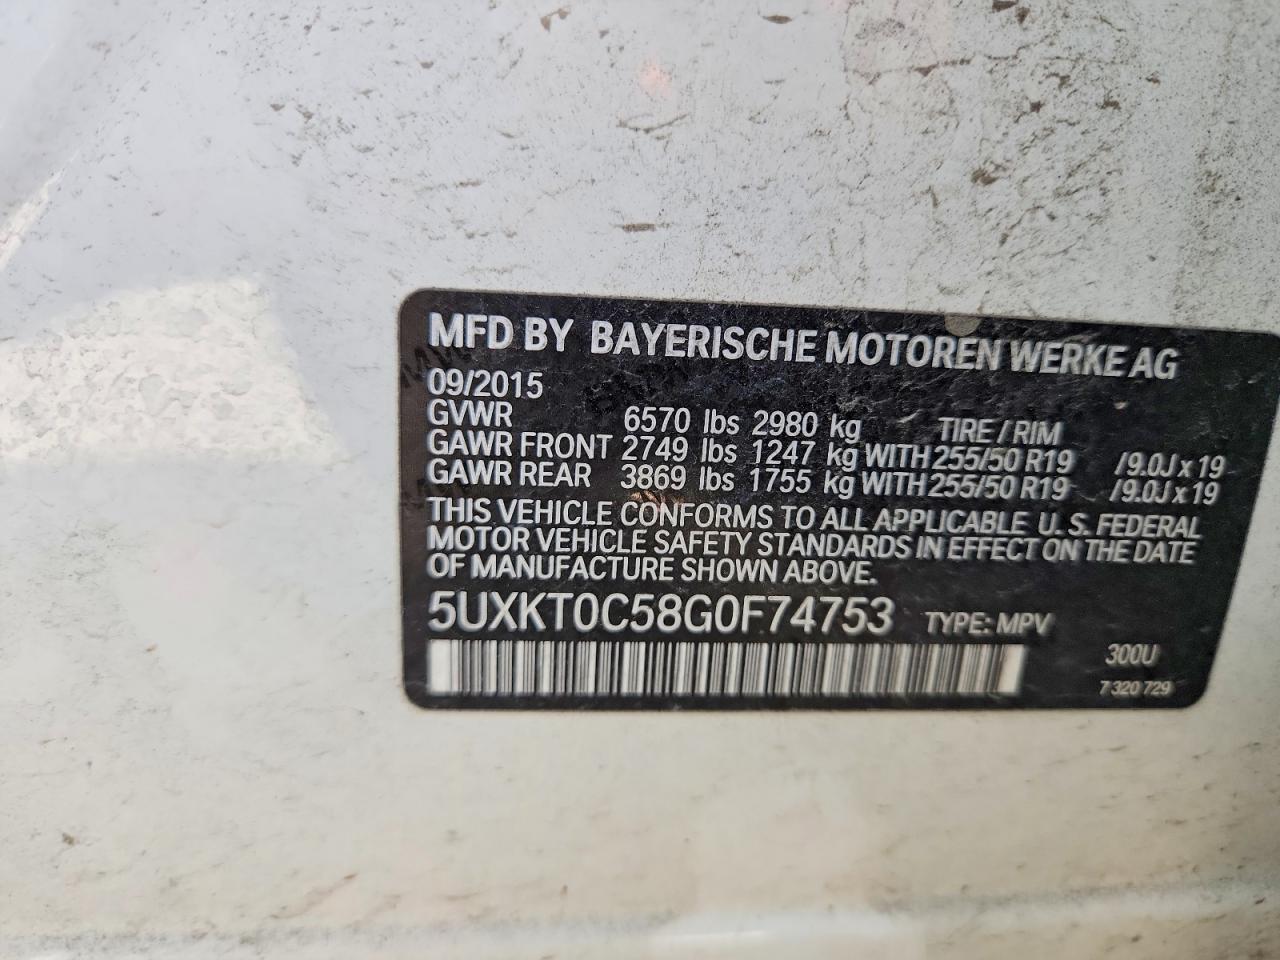 MFD BY BAYERISCHE MOTOREN WERKE AG
09/2015
GVWR 6570 lbs 2980 kg TIRE / RIM
GAWR FRONT 2749 lbs 1247 kg WITH 255/50 R19 /9.0J x 19
GAWR REAR 3869 lbs 1755 kg WITH 255/50 R19 /9.0J x 19
THIS VEHICLE CONFORMS TO ALL APPLICABLE U.S. FEDERAL
MOTOR VEHICLE SAFETY STANDARDS IN EFFECT ON THE DATE
OF MANUFACTURE SHOWN ABOVE.
5UXKT0C58G0F74753 TYPE: MPV
300U
7 320 729